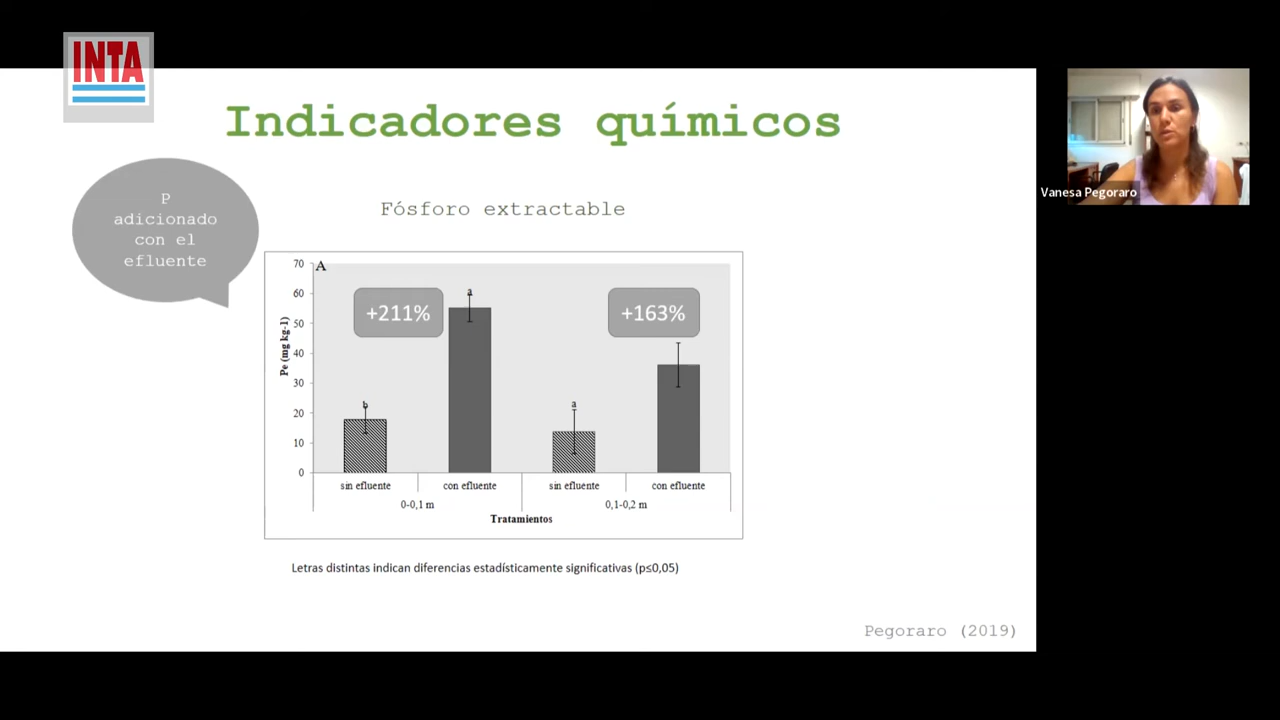 INTA
Indicadores químicos
P
adicionado
con el
efluente
Fósforo extractable
A
+211%
+163%
Pe (mg kg-1)
70
60
50
40
30
20
10
0
b
a
a
sin efluente
con efluente
sin efluente
con efluente
0-0,1 m
0,1-0,2 m
Tratamientos
Letras distintas indican diferencias estadísticamente significativas (p≤0,05)
Pegoraro (2019)
Vanesa Pegoraro